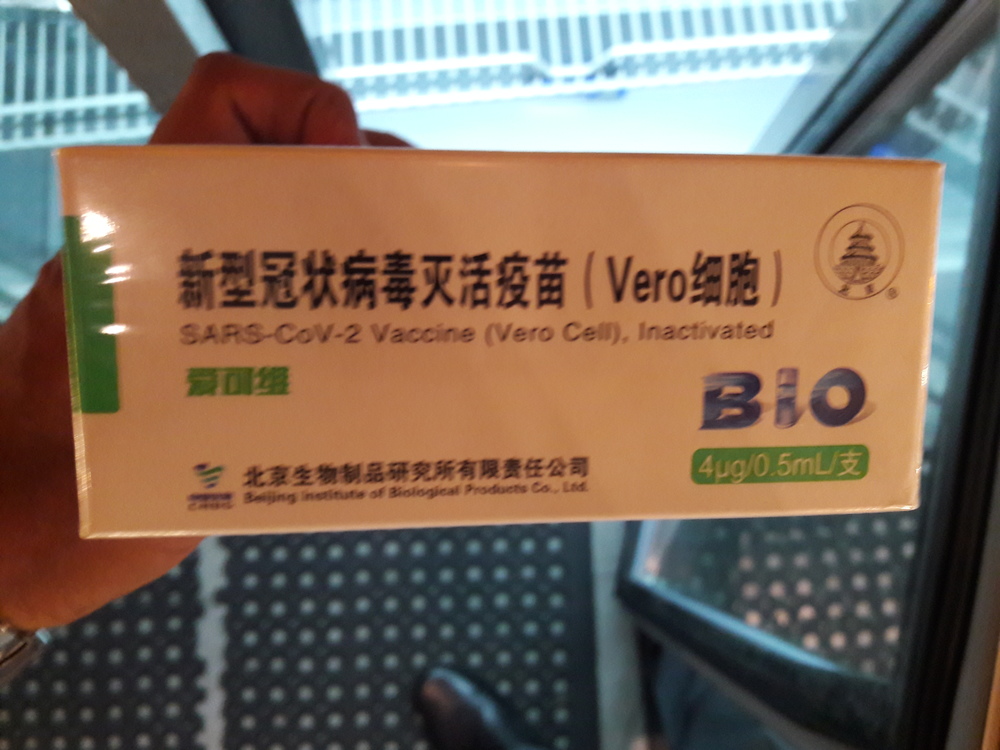 新型冠状病毒灭活疫苗（Vero细胞）
SARS-CoV-2 Vaccine (Vero Cell), Inactivated
BIO
4μg/0.5mL/支
北京生物制品研究所有限责任公司
Beijing Institute of Biological Products Co., Ltd.
CNBG